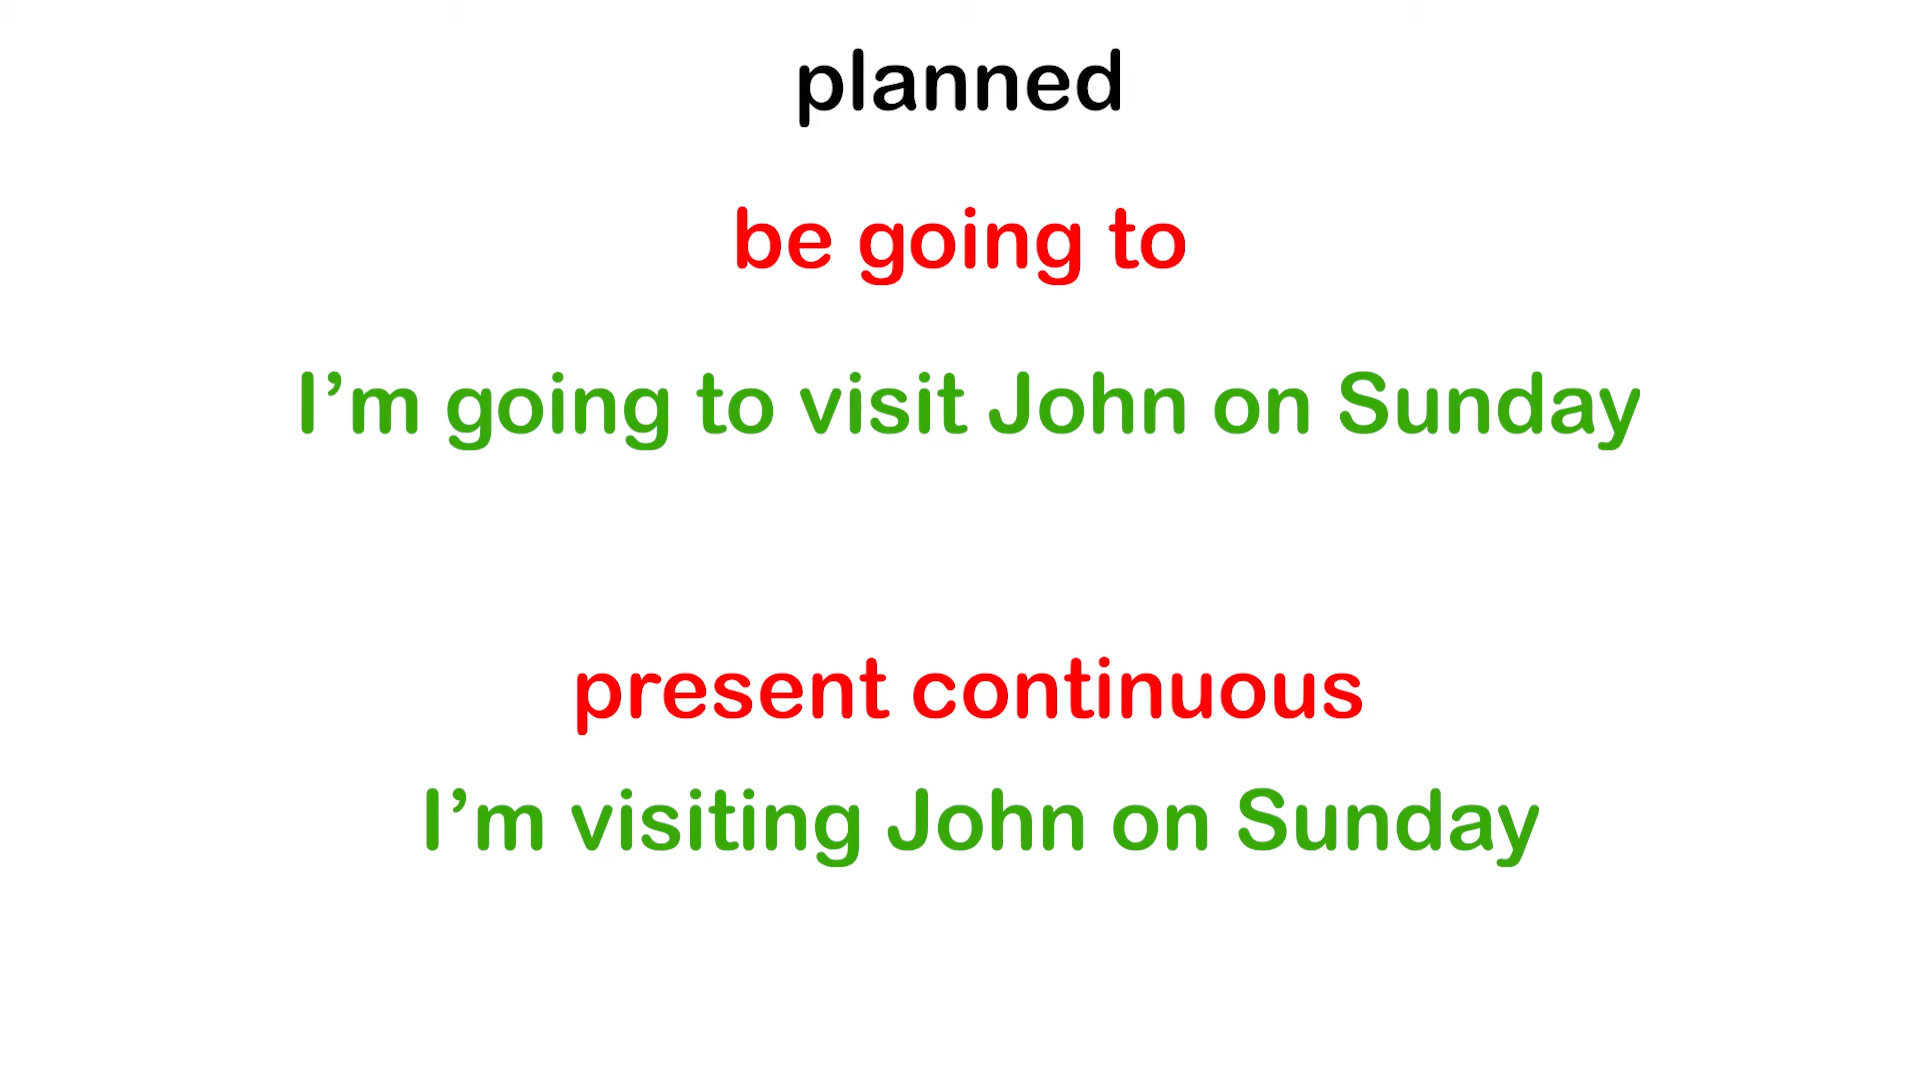 planned
be going to
I’m going to visit John on Sunday
present continuous
I’m visiting John on Sunday